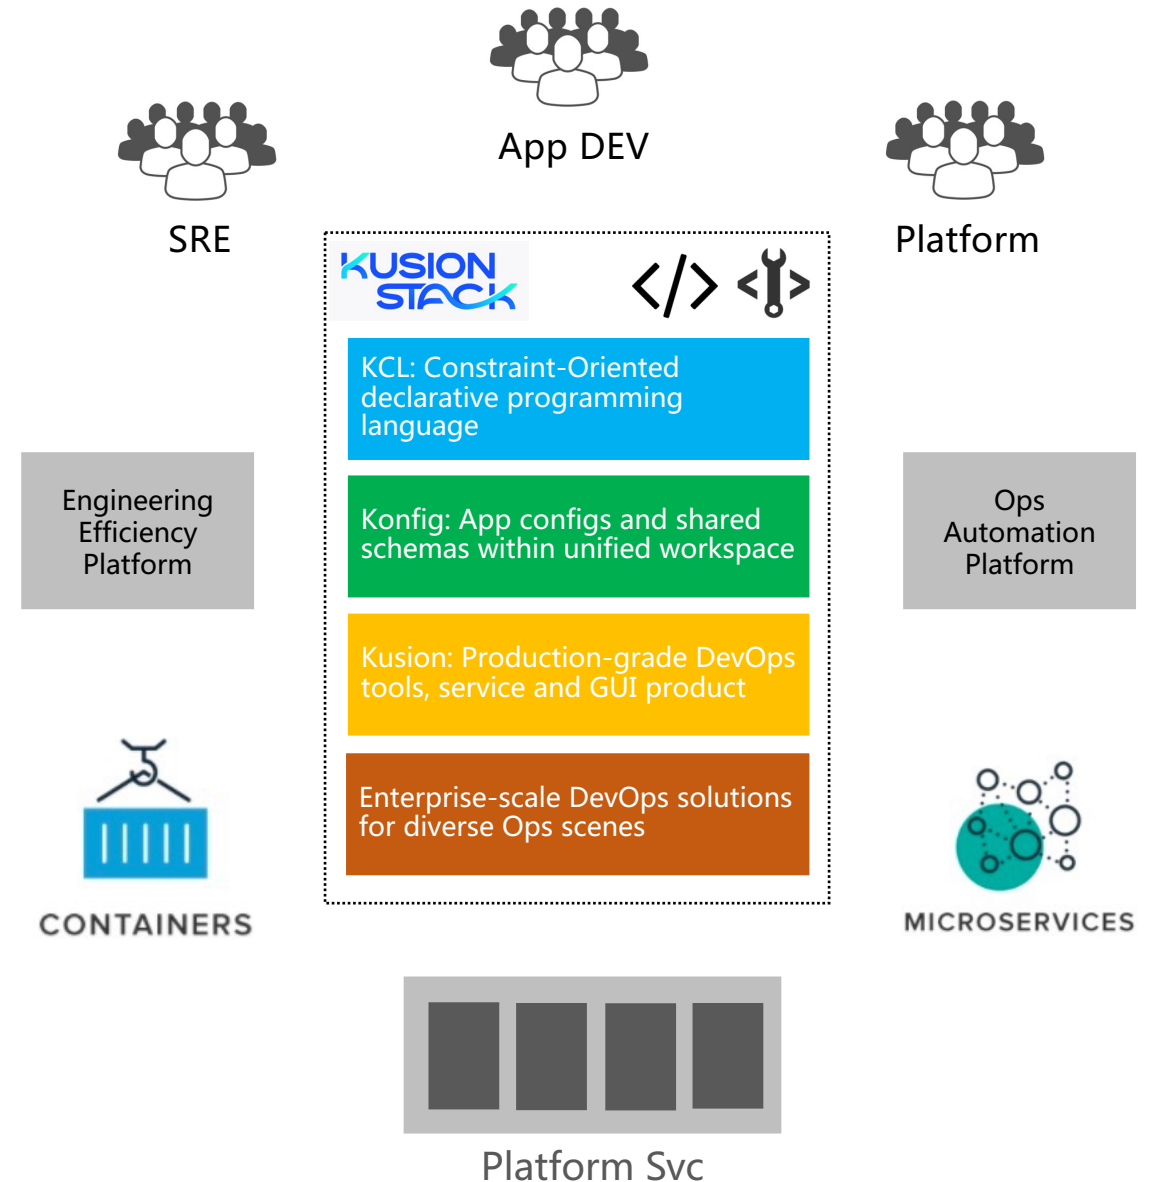 App DEV
SRE
Platform
KUSION
STACK
</>
KCL: Constraint-Oriented
declarative programming
language
Engineering
Efficiency
Platform
Konfig: App configs and shared
schemas within unified workspace
Ops
Automation
Platform
Kusion: Production-grade DevOps
tools, service and GUI product
Enterprise-scale DevOps solutions
for diverse Ops scenes
CONTAINERS
MICROSERVICES
Platform Svc